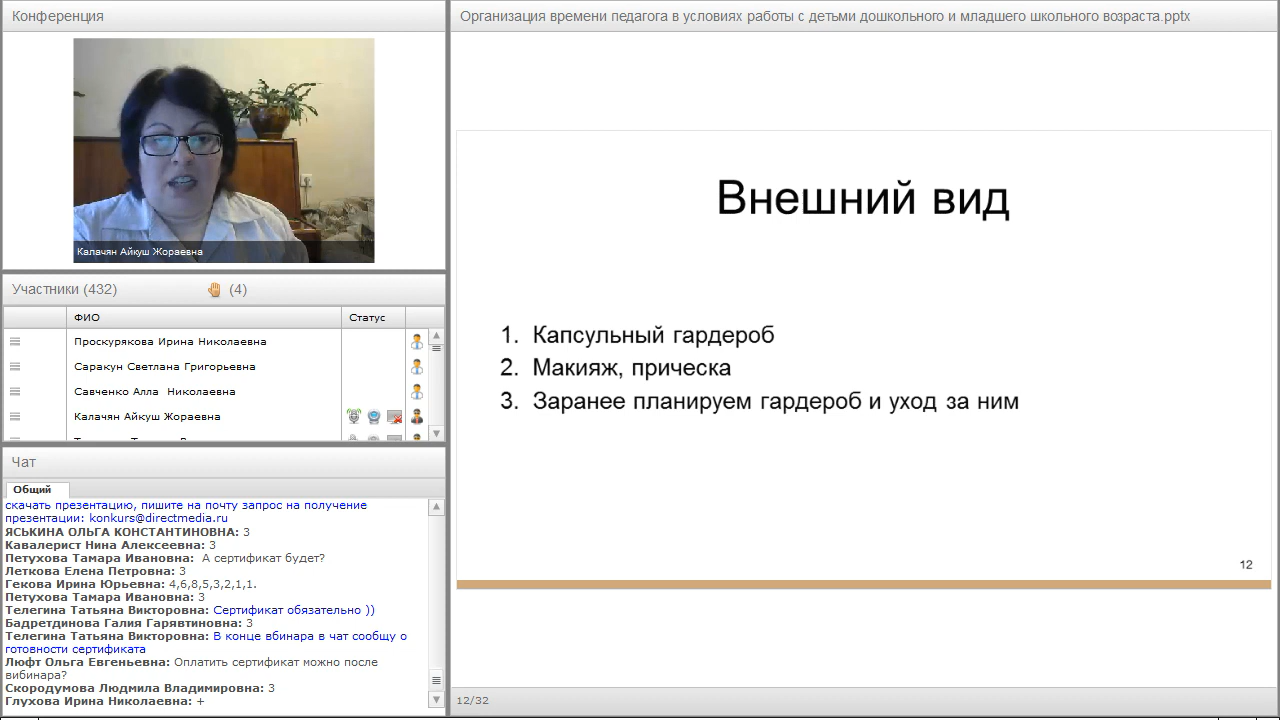 Конференция
Калачян Айкуш Жораевна
Участники (432) (4)
ФИО Статус
Проскурякова Ирина Николаевна
Саракун Светлана Григорьевна
Савченко Алла Николаевна
Калачян Айкуш Жораевна
Чат
Общий
скачать презентацию, пишите на почту запрос на получение
презентации: konkurs@directmedia.ru
ЯСЬКИНА ОЛЬГА КОНСТАНТИНОВНА: 3
Кавалерист Нина Алексеевна: 3
Петухова Тамара Ивановна: А сертификат будет?
Леткова Елена Петровна: 3
Гекова Ирина Юрьевна: 4,6,8,5,3,2,1,1.
Петухова Тамара Ивановна: 3
Телегина Татьяна Викторовна: Сертификат обязательно ))
Бадретдинова Галия Гарявтиновна: 3
Телегина Татьяна Викторовна: В конце вбинара в чат сообщу о
готовности сертификата
Люфт Ольга Евгеньевна: Оплатить сертификат можно после
вибинара?
Скородумова Людмила Владимировна: 3
Глухова Ирина Николаевна: +
Организация времени педагога в условиях работы с детьми дошкольного и младшего школьного возраста.pptx
Внешний вид
1. Капсульный гардероб
2. Макияж, прическа
3. Заранее планируем гардероб и уход за ним
12
12/32